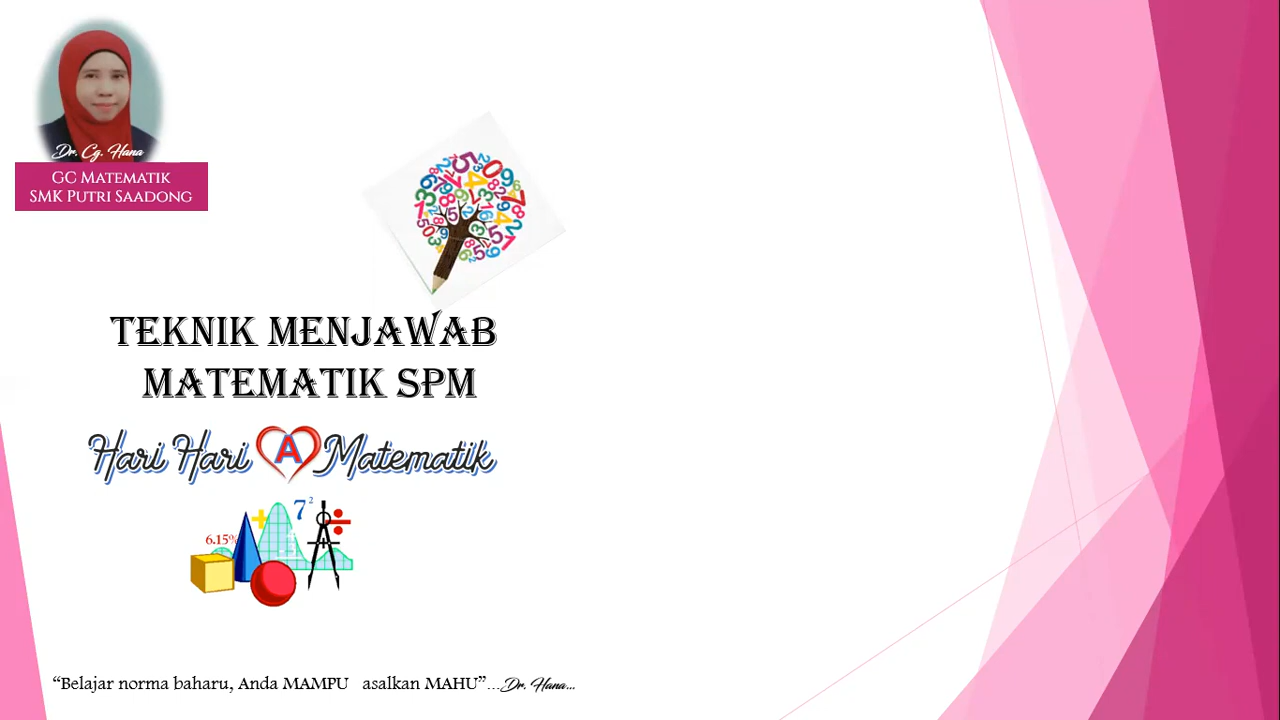 Dr. Cg. Hana
GC Matematik
SMK Putri Saadong
TEKNIK MENJAWAB
MATEMATIK SPM
Hari Hari A Matematik
7²
6.15%
“Belajar norma baharu, Anda MAMPU asalkan MAHU”...Dr. Hana...